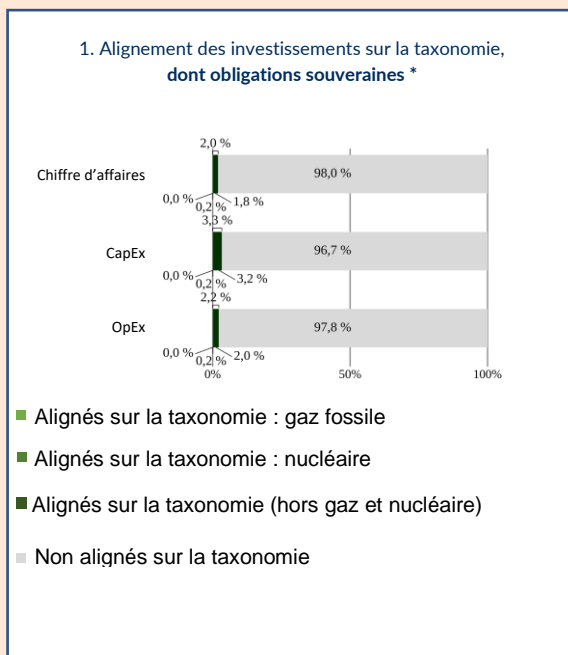 1. Alignement des investissements sur la taxonomie,
dont obligations souveraines *
2,0 %
Chiffre d'affaires
98,0 %
0,0 %
0,2 %
1,8 %
3,3 %
CapEx
96,7 %
0,0 %
0,2 %
3,2 %
2,2 %
OpEx
97,8 %
0,0 %
0,2 %
2,0 %
0%
50%
100%
Alignés sur la taxonomie : gaz fossile
Alignés sur la taxonomie : nucléaire
Alignés sur la taxonomie (hors gaz et nucléaire)
Non alignés sur la taxonomie